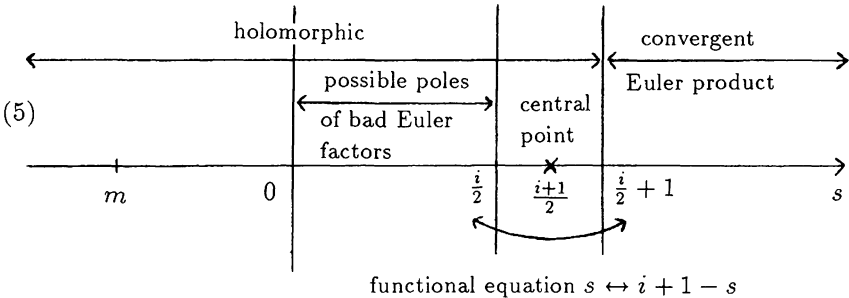 holomorphic
convergent
Euler product
possible poles
of bad Euler
factors
central
point
(5)
m
0
i/2
(i+1)/2
i/2 + 1
s
functional equation s ↔ i + 1 − s